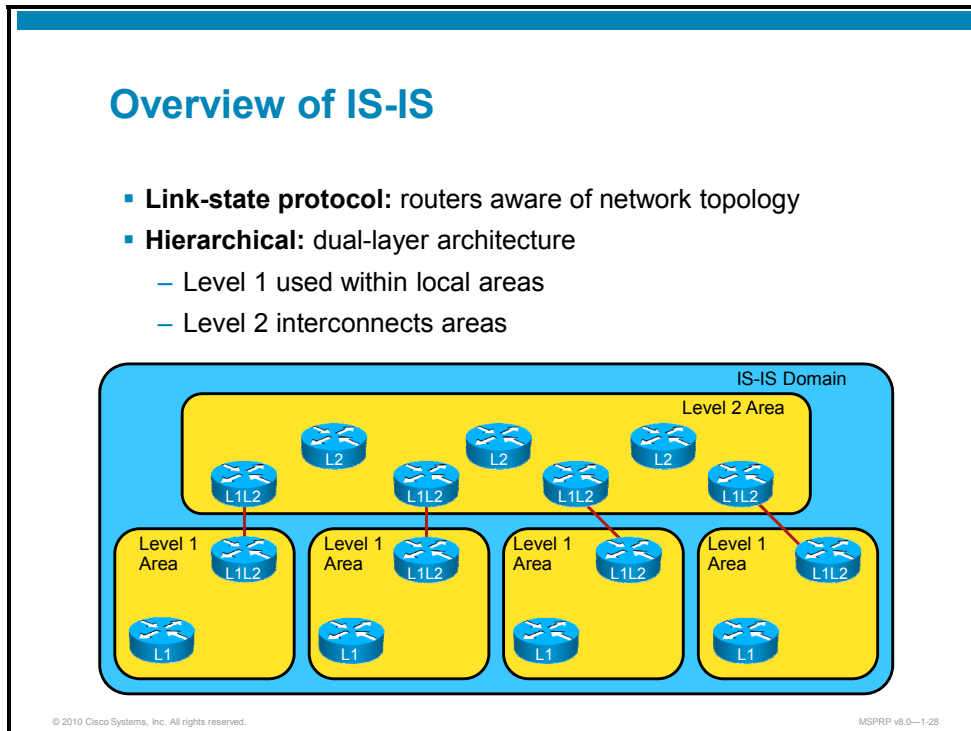 Overview of IS-IS
▪ Link-state protocol: routers aware of network topology
▪ Hierarchical: dual-layer architecture
– Level 1 used within local areas
– Level 2 interconnects areas
IS-IS Domain
Level 2 Area
L2
L2
L2
L1L2
L1L2
L1L2
L1L2
Level 1
Area
L1L2
L1
Level 1
Area
L1L2
L1
Level 1
Area
L1L2
L1
Level 1
Area
L1L2
L1
© 2010 Cisco Systems, Inc. All rights reserved.
MSPRP v8.0—1-28